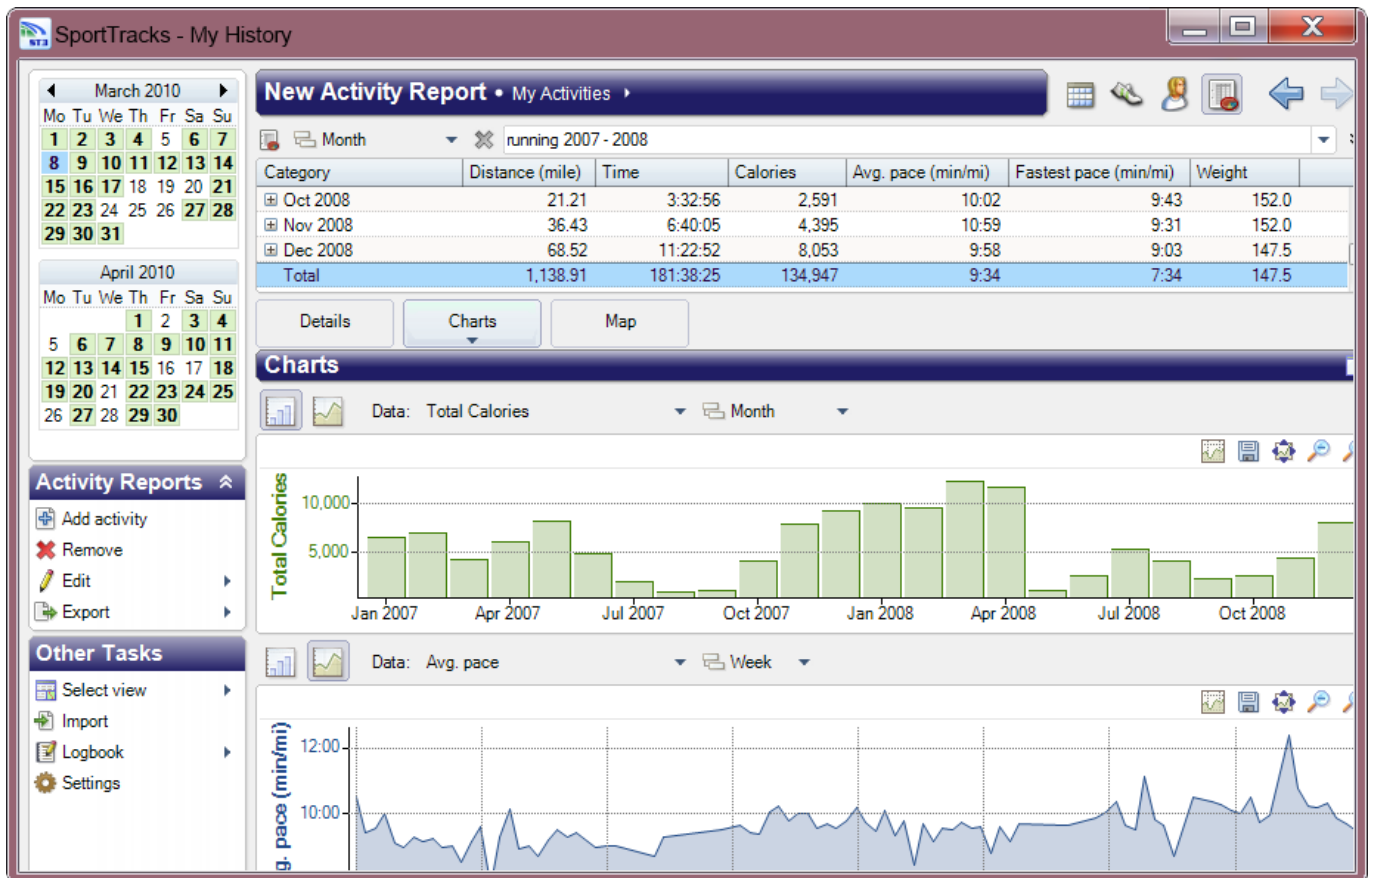 SportTracks - My History
March 2010
Mo Tu We Th Fr Sa Su
1 2 3 4 5 6 7
8 9 10 11 12 13 14
15 16 17 18 19 20 21
22 23 24 25 26 27 28
29 30 31
April 2010
Mo Tu We Th Fr Sa Su
1 2 3 4
5 6 7 8 9 10 11
12 13 14 15 16 17 18
19 20 21 22 23 24 25
26 27 28 29 30
Activity Reports
Add activity
Remove
Edit
Export
Other Tasks
Select view
Import
Logbook
Settings
New Activity Report • My Activities
Month running 2007 - 2008
Category Distance (mile) Time Calories Avg. pace (min/mi) Fastest pace (min/mi) Weight
Oct 2008 21.21 3:32:56 2,591 10:02 9:43 152.0
Nov 2008 36.43 6:40:05 4,395 10:59 9:31 152.0
Dec 2008 68.52 11:22:52 8,053 9:58 9:03 147.5
Total 1,138.91 181:38:25 134,947 9:34 7:34 147.5
Details Charts Map
Charts
Data: Total Calories Month
Total Calories
10,000
5,000
Jan 2007 Apr 2007 Jul 2007 Oct 2007 Jan 2008 Apr 2008 Jul 2008 Oct 2008
Data: Avg. pace Week
g. pace (min/mi)
12:00
10:00